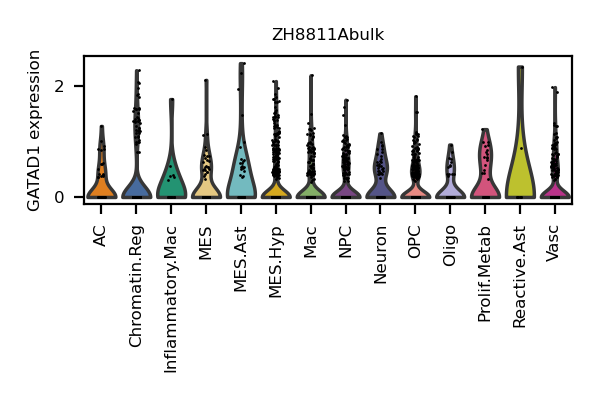 ZH8811Abulk
GATAD1 expression
2
0
AC
Chromatin.Reg
Inflammatory.Mac
MES
MES.Ast
MES.Hyp
Mac
NPC
Neuron
OPC
Oligo
Prolif.Metab
Reactive.Ast
Vasc